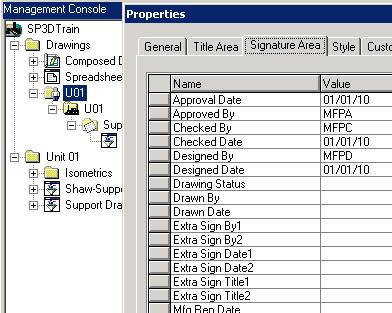 Management Console
SP3DTrain
Drawings
Composed D
Spreadshee
U01
U01
Sup
Unit 01
Isometrics
Shaw-Suppo
Support Dra
Properties
General Title Area Signature Area Style Custo
Name Value
Approval Date 01/01/10
Approved By MFPA
Checked By MFPC
Checked Date 01/01/10
Designed By MFPD
Designed Date 01/01/10
Drawing Status
Drawn By
Drawn Date
Extra Sign By1
Extra Sign By2
Extra Sign Date1
Extra Sign Date2
Extra Sign Title1
Extra Sign Title2